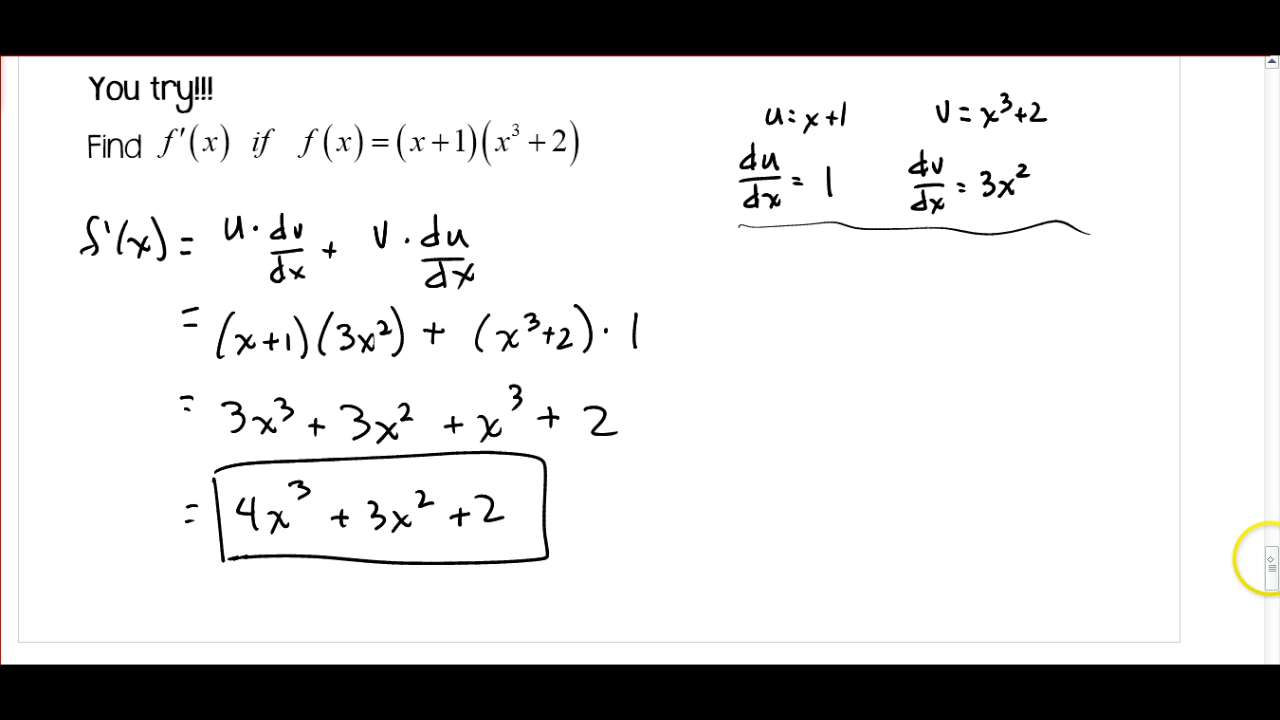 You try!!!
Find f'(x) if f(x) = (x+1)(x³+2)
u = x+1 v = x³+2
du/dx = 1 dv/dx = 3x²
f'(x) = u · dv/dx + v · du/dx
= (x+1)(3x²) + (x³+2) · 1
= 3x³ + 3x² + x³ + 2
= 4x³ + 3x² + 2